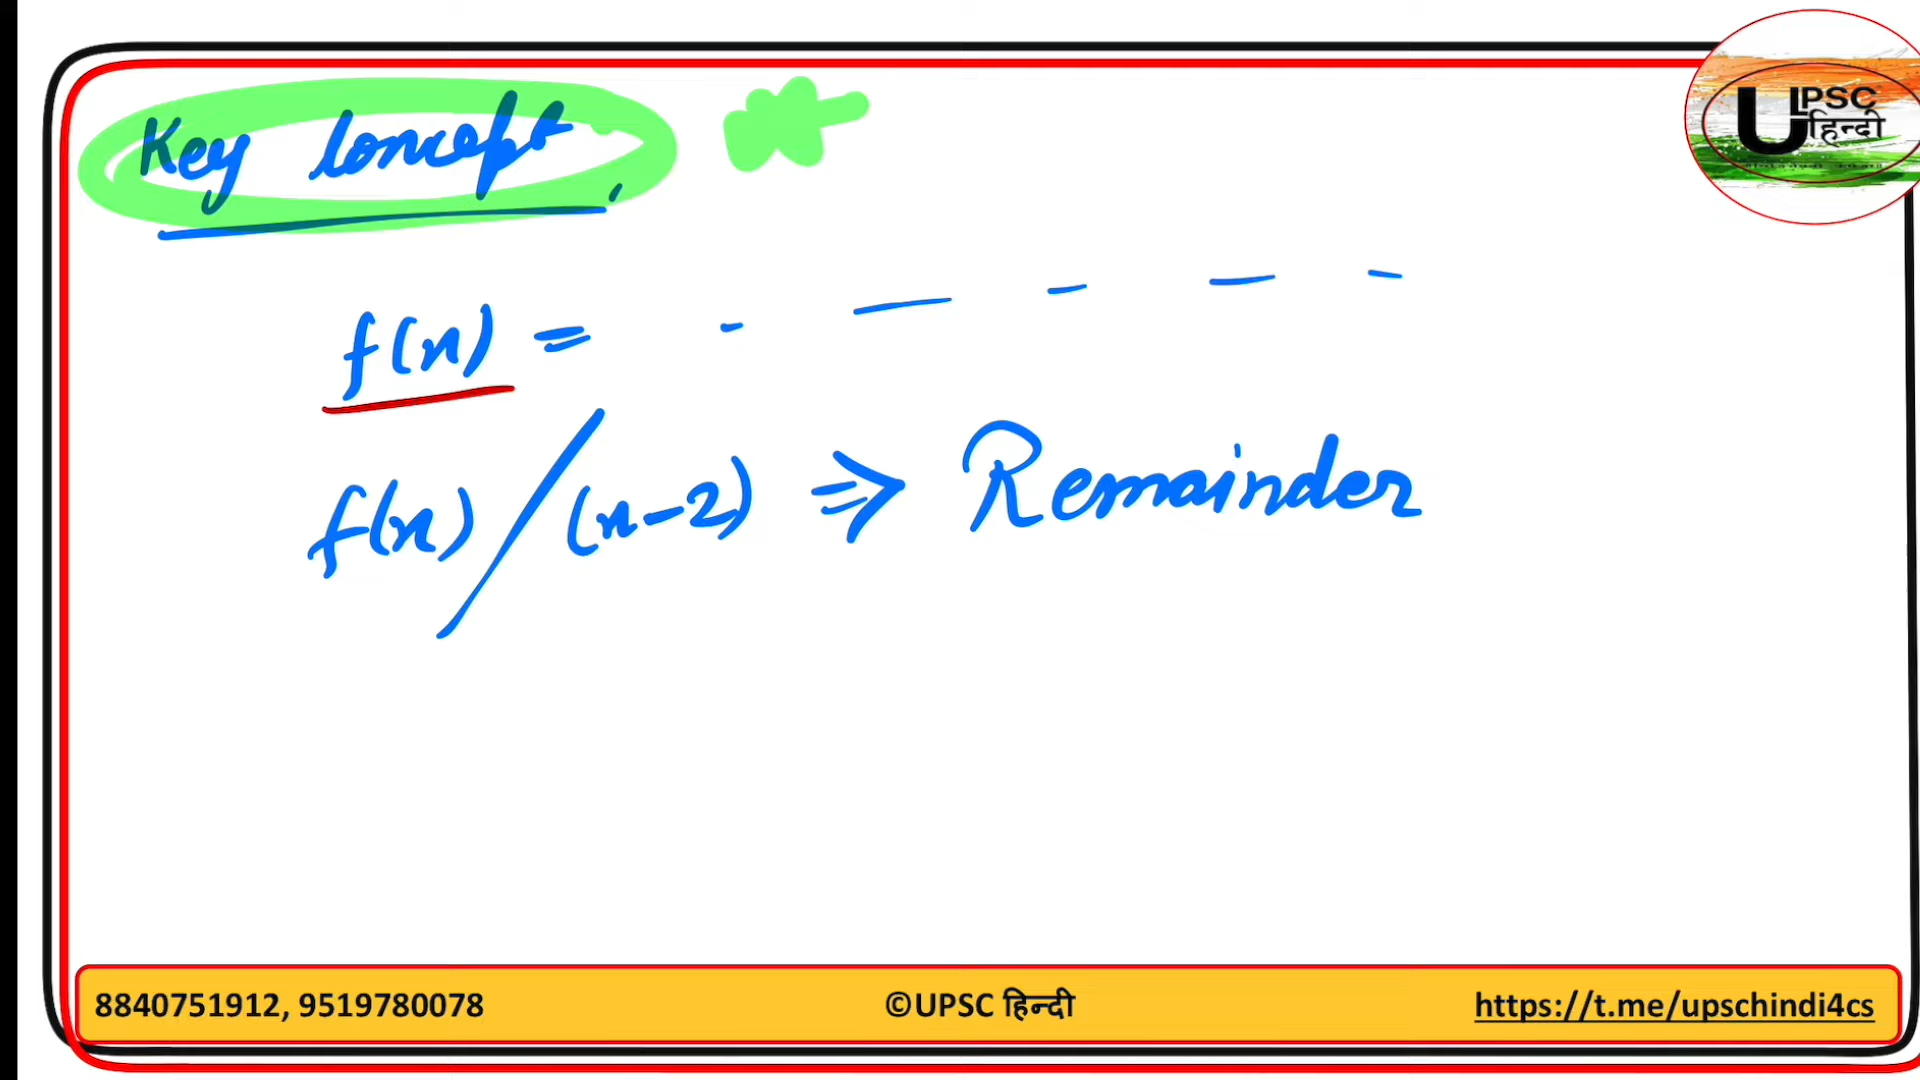 Key Concept
UPSC
हिन्दी
f(x) = - - - - -
f(x) / (x-2) ⇒ Remainder
8840751912, 9519780078
©UPSC हिन्दी
https://t.me/upschindi4cs